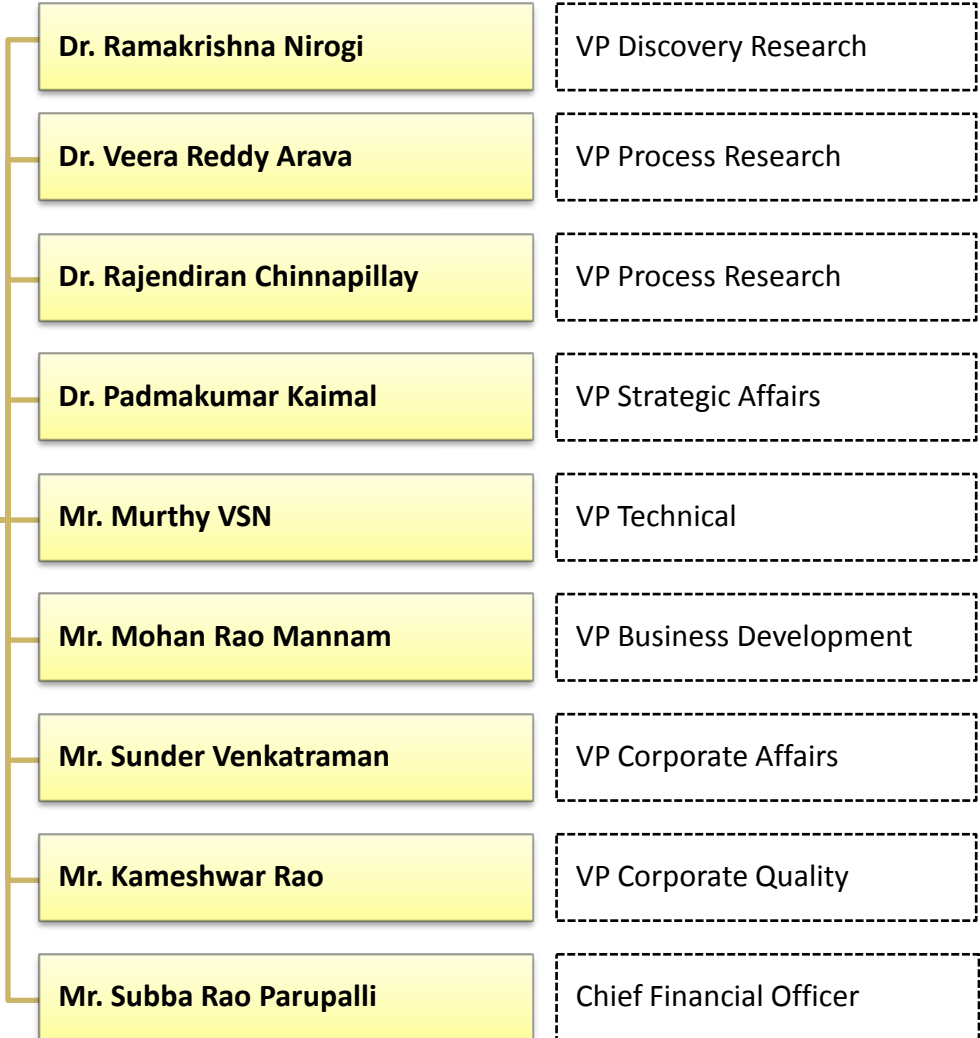 Dr. Ramakrishna Nirogi
VP Discovery Research
Dr. Veera Reddy Arava
VP Process Research
Dr. Rajendiran Chinnapillay
VP Process Research
Dr. Padmakumar Kaimal
VP Strategic Affairs
Mr. Murthy VSN
VP Technical
Mr. Mohan Rao Mannam
VP Business Development
Mr. Sunder Venkatraman
VP Corporate Affairs
Mr. Kameshwar Rao
VP Corporate Quality
Mr. Subba Rao Parupalli
Chief Financial Officer